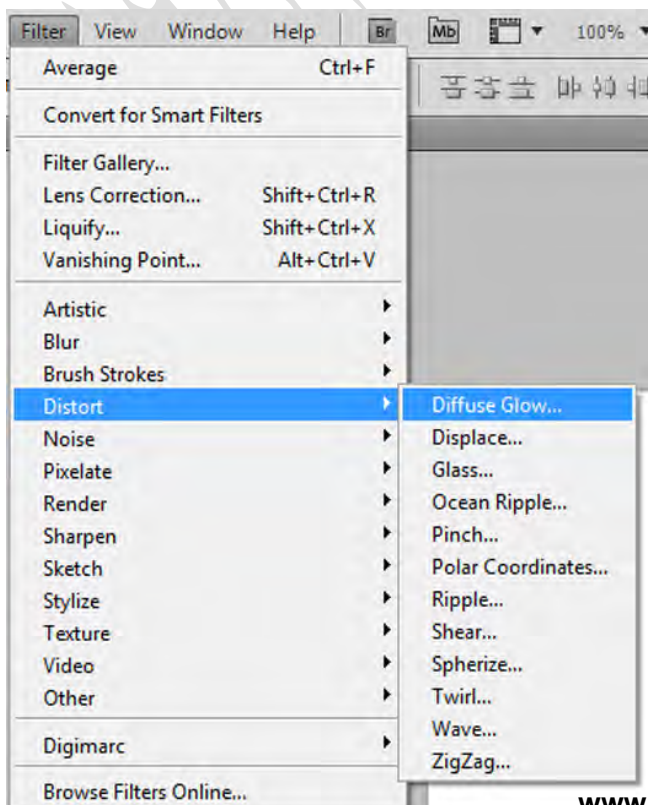 Filter View Window Help Br Mb 100%
Average Ctrl+F
Convert for Smart Filters
Filter Gallery...
Lens Correction... Shift+Ctrl+R
Liquify... Shift+Ctrl+X
Vanishing Point... Alt+Ctrl+V
Artistic
Blur
Brush Strokes
Distort
Noise
Pixelate
Render
Sharpen
Sketch
Stylize
Texture
Video
Other
Digimarc
Browse Filters Online...
Diffuse Glow...
Displace...
Glass...
Ocean Ripple...
Pinch...
Polar Coordinates...
Ripple...
Shear...
Spherize...
Twirl...
Wave...
ZigZag...
www.